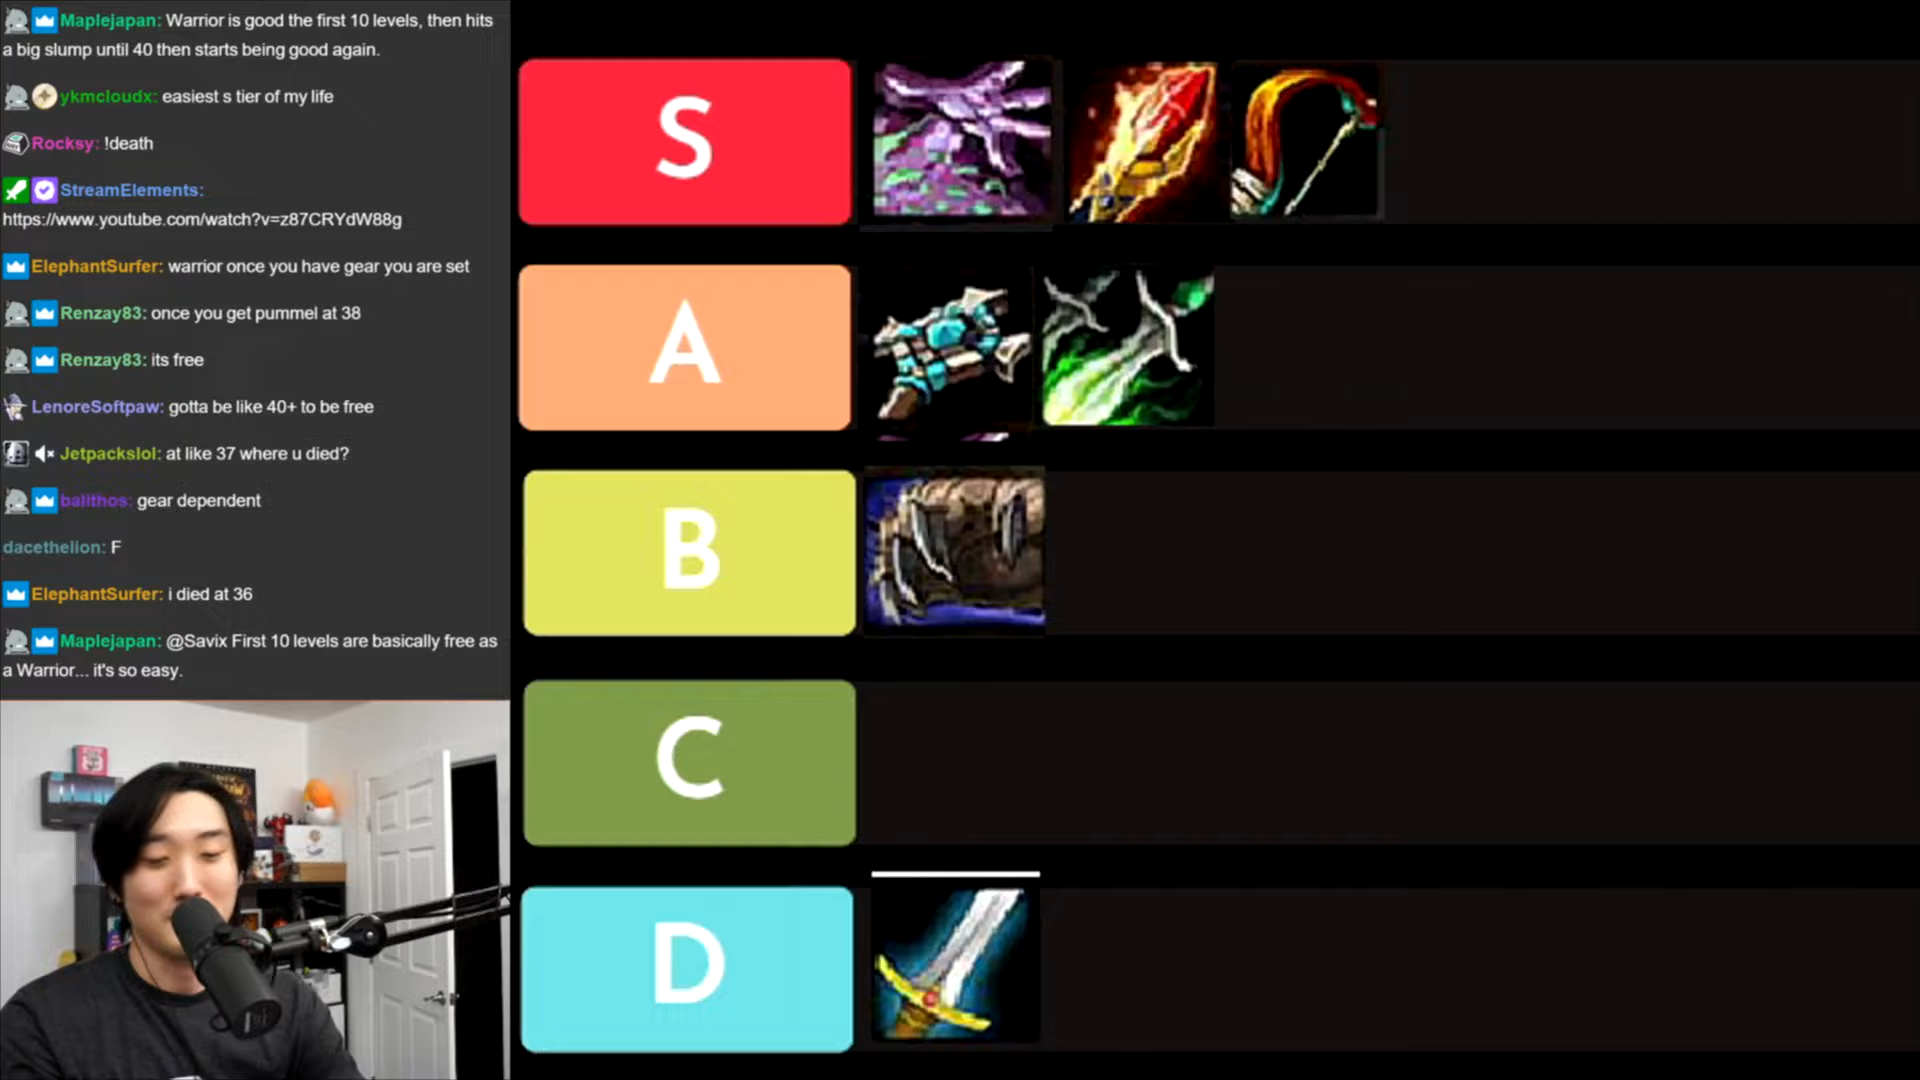 Maplejapan: Warrior is good the first 10 levels, then hits
a big slump until 40 then starts being good again.
ykmcloudx: easiest s tier of my life
Rocksy: !death
StreamElements:
https://www.youtube.com/watch?v=z87CRYdW88g
ElephantSurfer: warrior once you have gear you are set
Renzay83: once you get pummel at 38
Renzay83: its free
LenoreSoftpaw: gotta be like 40+ to be free
Jetpackslol: at like 37 where u died?
balithos: gear dependent
dacethelion: F
ElephantSurfer: i died at 36
Maplejapan: @Savix First 10 levels are basically free as
a Warrior... it's so easy.
S
A
B
C
D